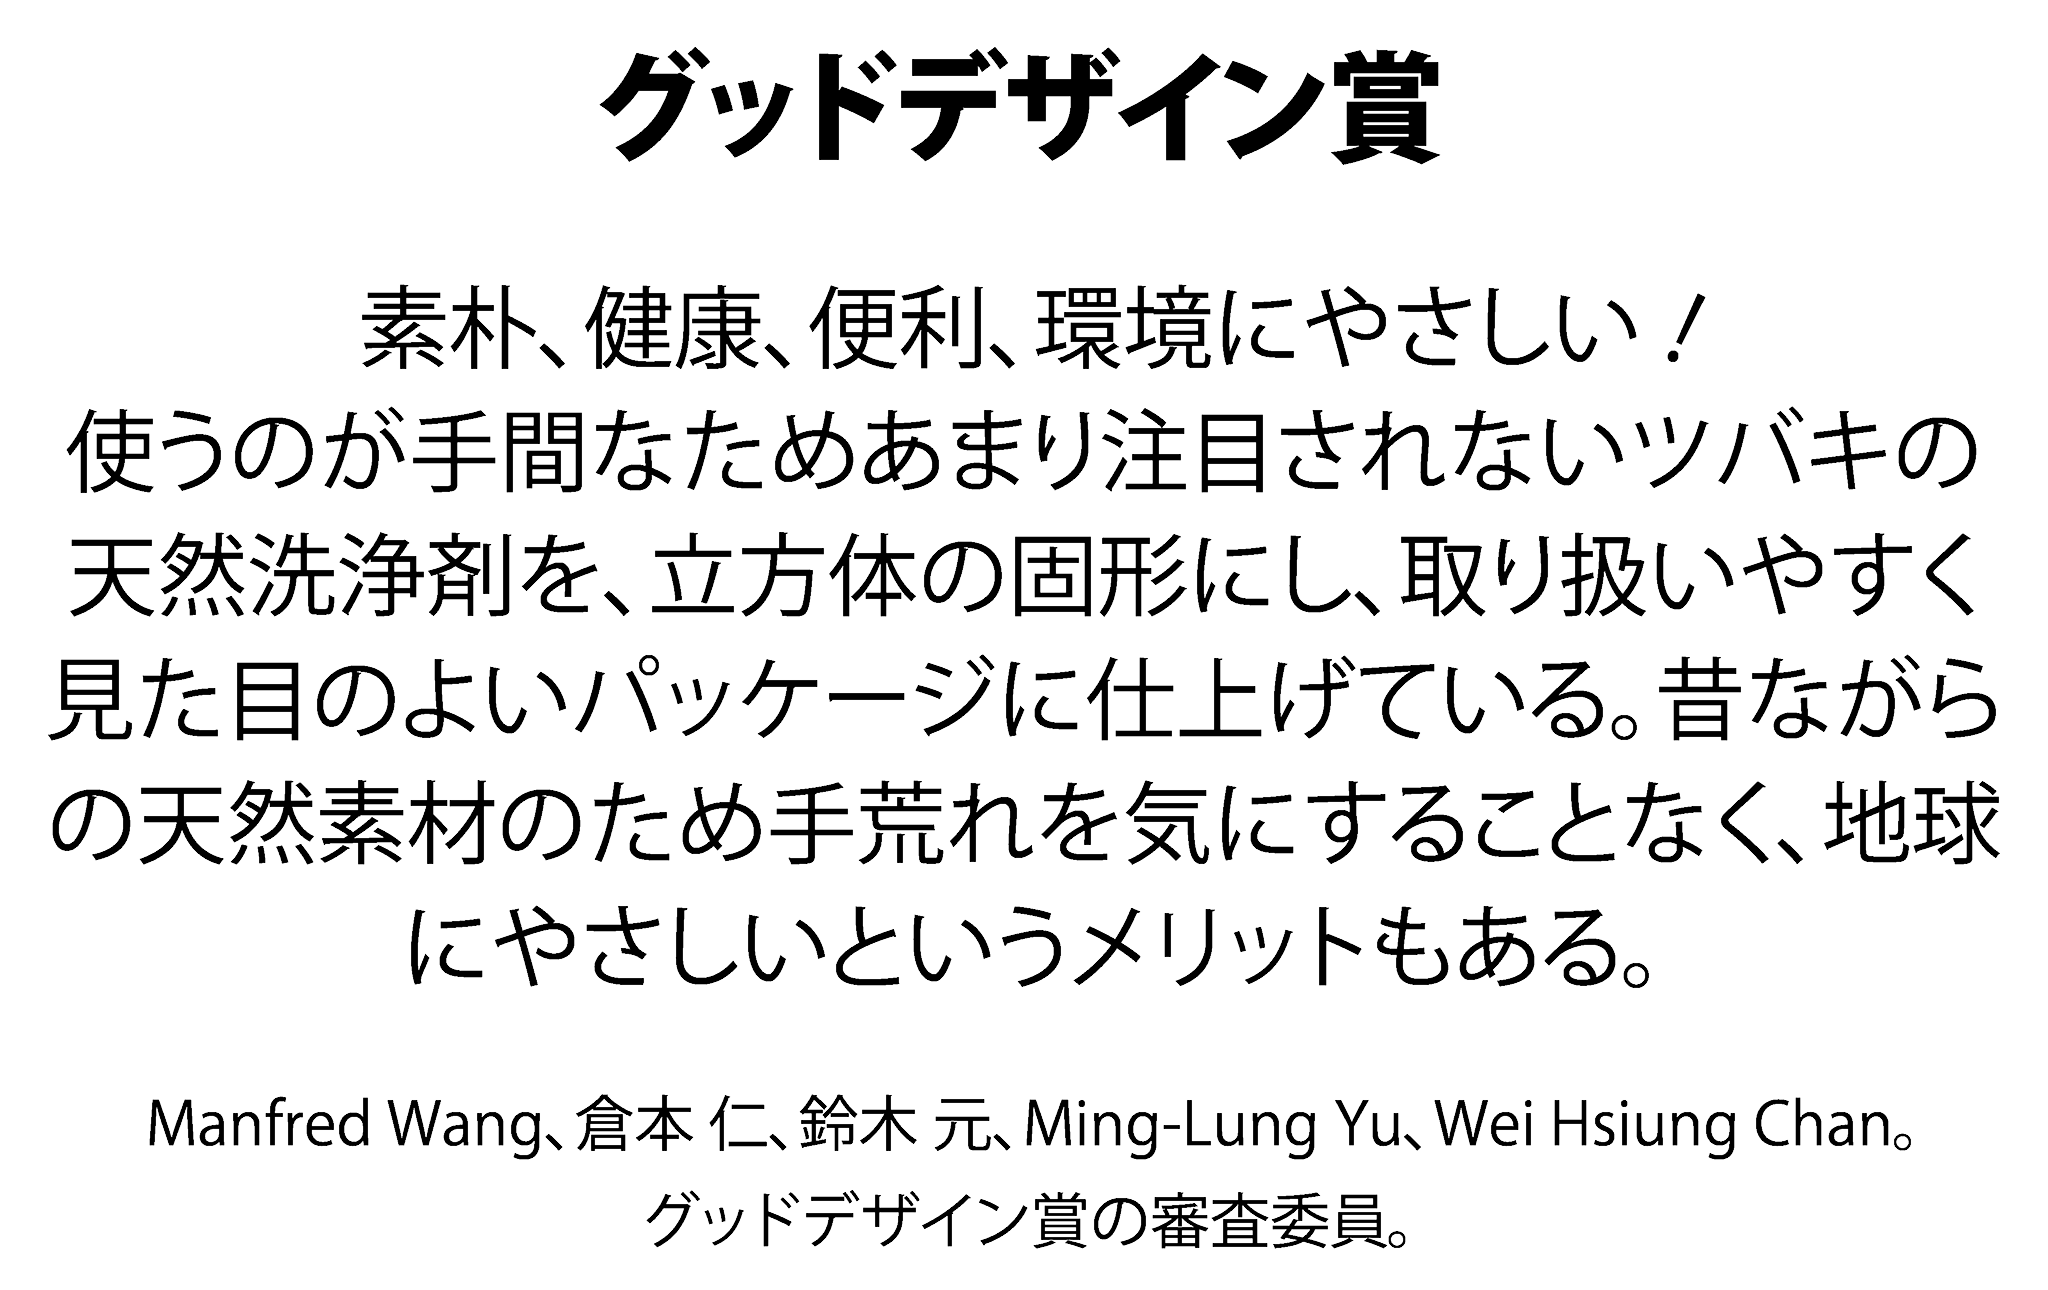 グッドデザイン賞
素朴、健康、便利、環境にやさしい！
使うのが手間なためあまり注目されないツバキの
天然洗浄剤を、立方体の固形にし、取り扱いやすく
見た目のよいパッケージに仕上げている。昔ながら
の天然素材のため手荒れを気にすることなく、地球
にやさしいというメリットもある。
Manfred Wang、倉本 仁、鈴木 元、Ming-Lung Yu、Wei Hsiung Chan。
グッドデザイン賞の審査委員。